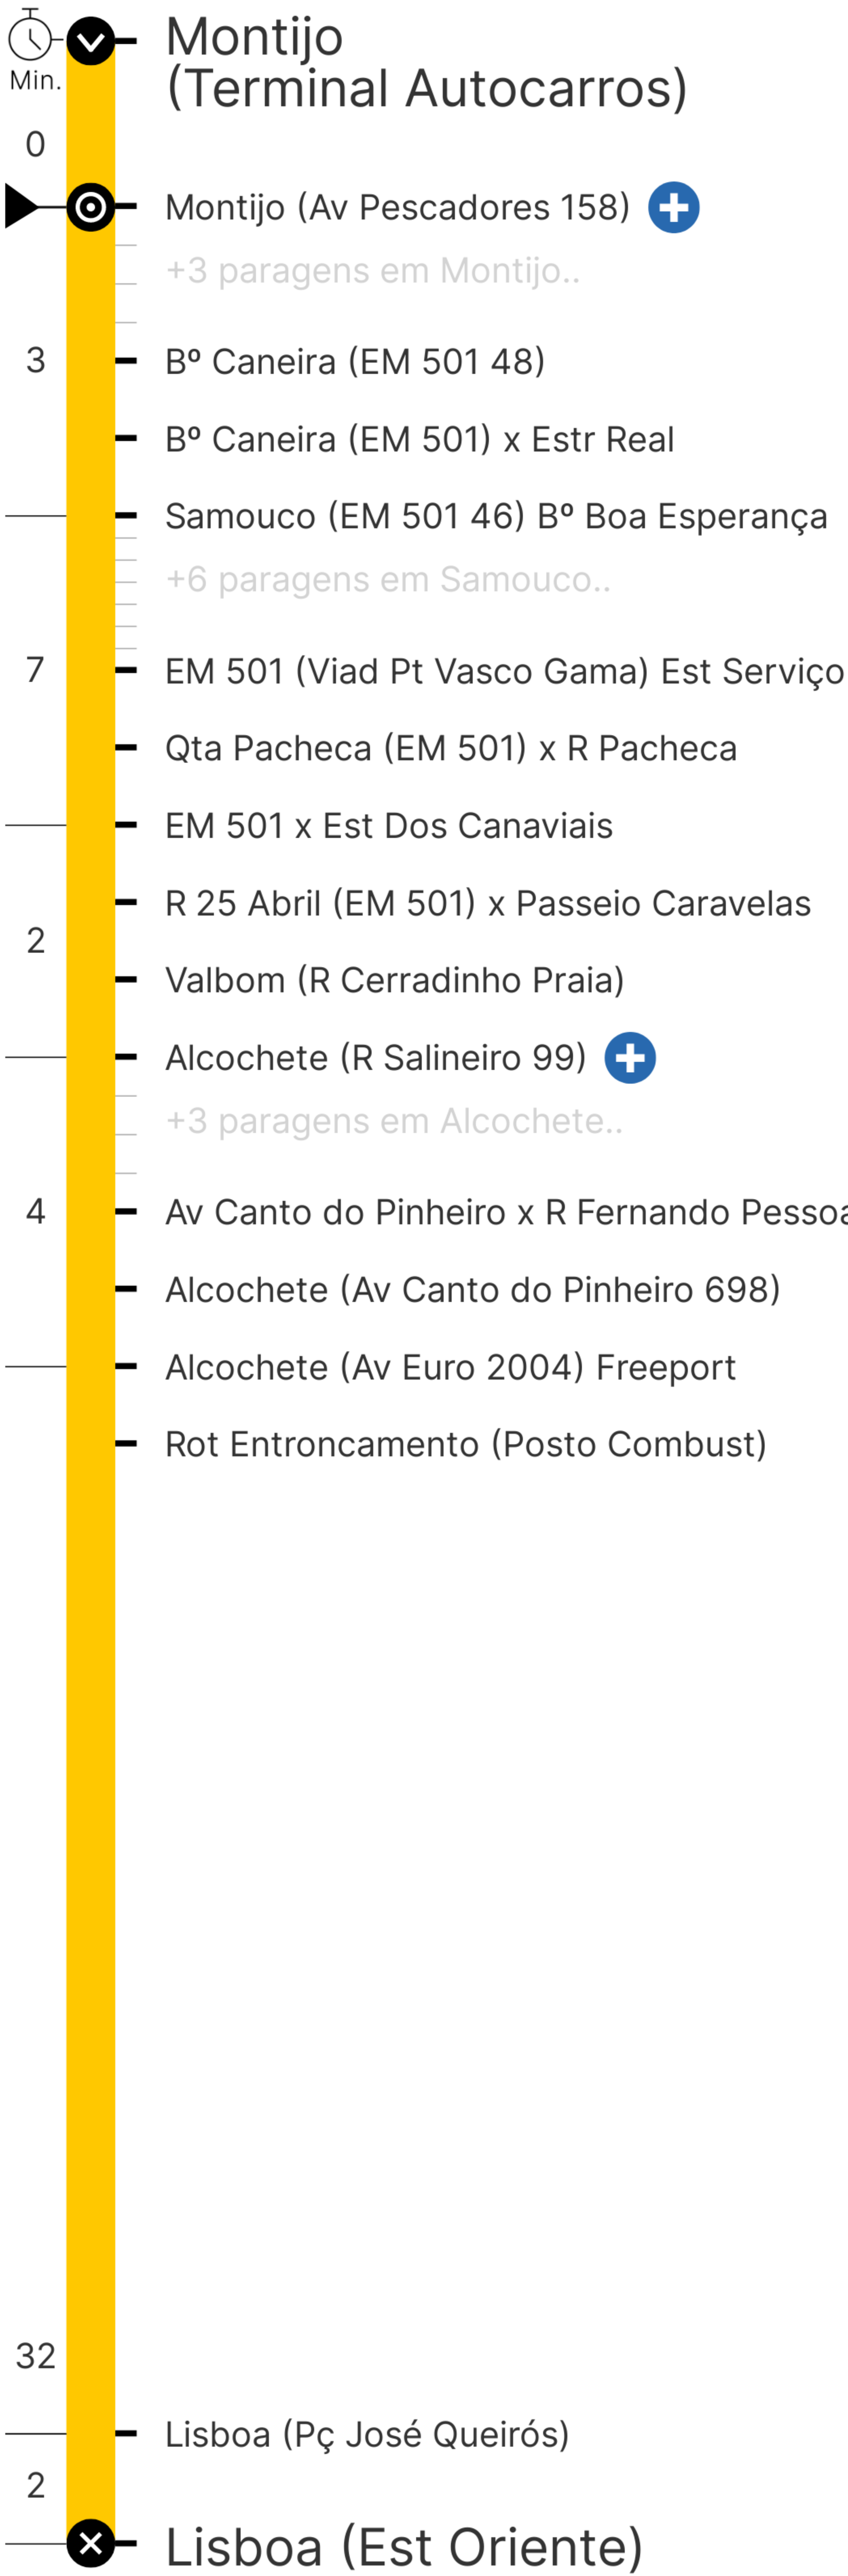 Montijo
(Terminal Autocarros)
Min.
0
Montijo (Av Pescadores 158)
+3 paragens em Montijo..
3
Bº Caneira (EM 501 48)
Bº Caneira (EM 501) x Estr Real
Samouco (EM 501 46) Bº Boa Esperança
+6 paragens em Samouco..
7
EM 501 (Viad Pt Vasco Gama) Est Serviço
Qta Pacheca (EM 501) x R Pacheca
EM 501 x Est Dos Canaviais
R 25 Abril (EM 501) x Passeio Caravelas
2
Valbom (R Cerradinho Praia)
Alcochete (R Salineiro 99)
+3 paragens em Alcochete..
4
Av Canto do Pinheiro x R Fernando Pessoa
Alcochete (Av Canto do Pinheiro 698)
Alcochete (Av Euro 2004) Freeport
Rot Entroncamento (Posto Combust)
32
Lisboa (Pç José Queirós)
2
Lisboa (Est Oriente)